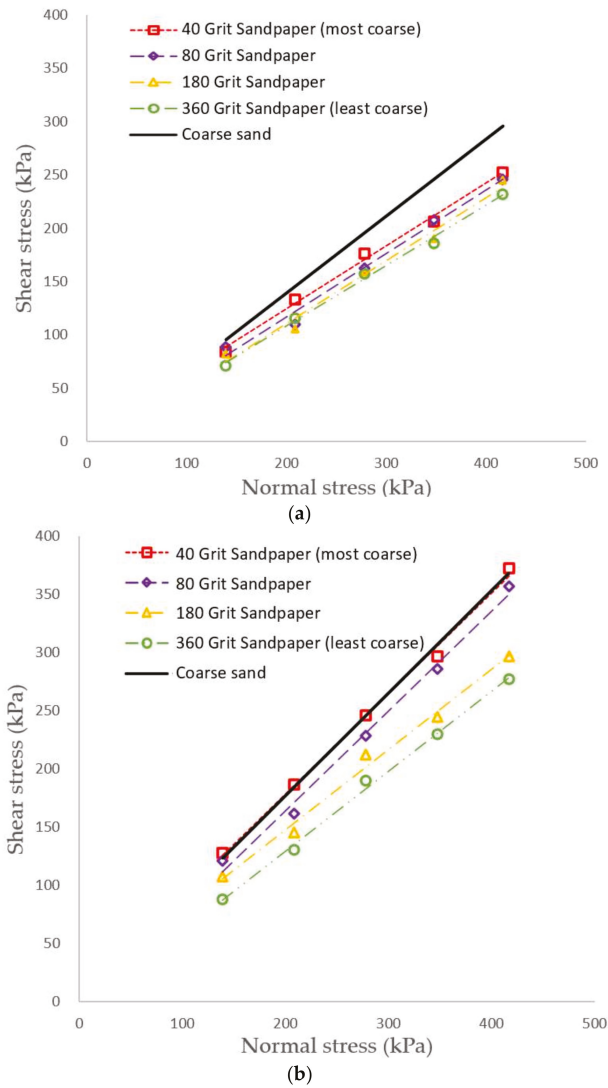 400
350
300
250
200
150
100
50
0
Shear stress (kPa)
40 Grit Sandpaper (most coarse)
80 Grit Sandpaper
180 Grit Sandpaper
360 Grit Sandpaper (least coarse)
Coarse sand
0 100 200 300 400 500
Normal stress (kPa)
(a)
400
350
300
250
200
150
100
50
0
Shear stress (kPa)
40 Grit Sandpaper (most coarse)
80 Grit Sandpaper
180 Grit Sandpaper
360 Grit Sandpaper (least coarse)
Coarse sand
0 100 200 300 400 500
Normal stress (kPa)
(b)